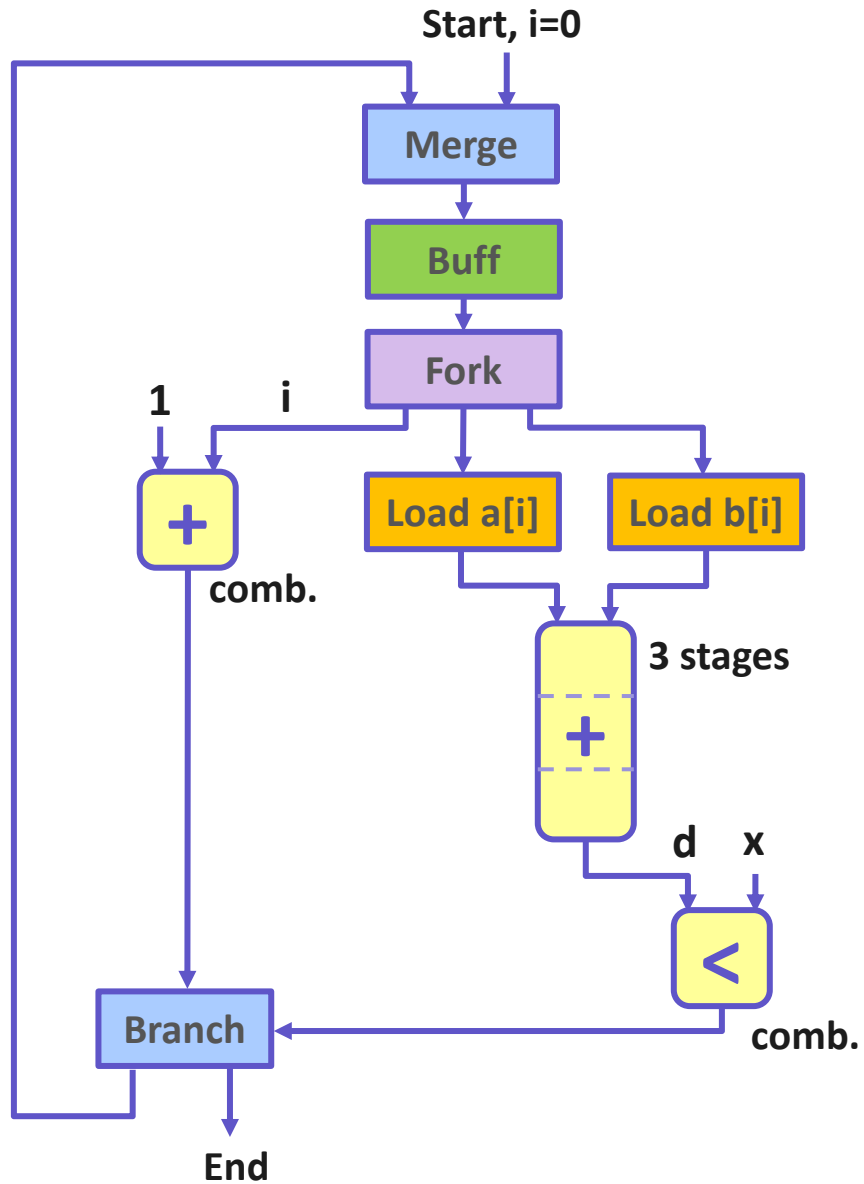 Start, i=0
Merge
Buff
Fork
1
i
+
Load a[i]
Load b[i]
comb.
3 stages
+
d
x
<
Branch
comb.
End